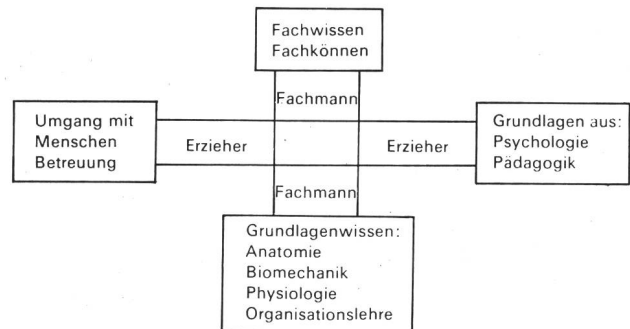 Fachwissen
Fachkönnen
Fachmann
Umgang mit
Menschen
Betreuung
Erzieher
Erzieher
Grundlagen aus:
Psychologie
Pädagogik
Fachmann
Grundlagenwissen:
Anatomie
Biomechanik
Physiologie
Organisationslehre